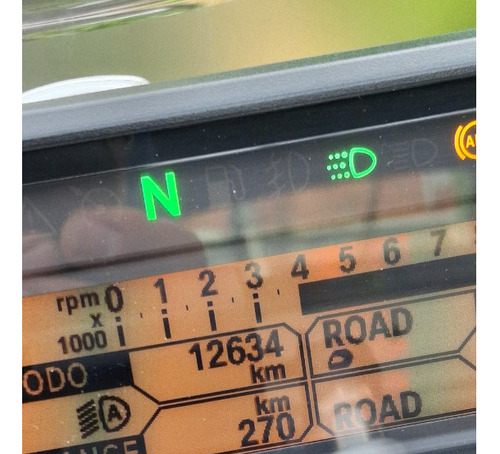 N
A
rpm 0 1 2 3 4 5 6 7
x
1000
ODO 12634 km
ROAD
A
km
270
ROAD